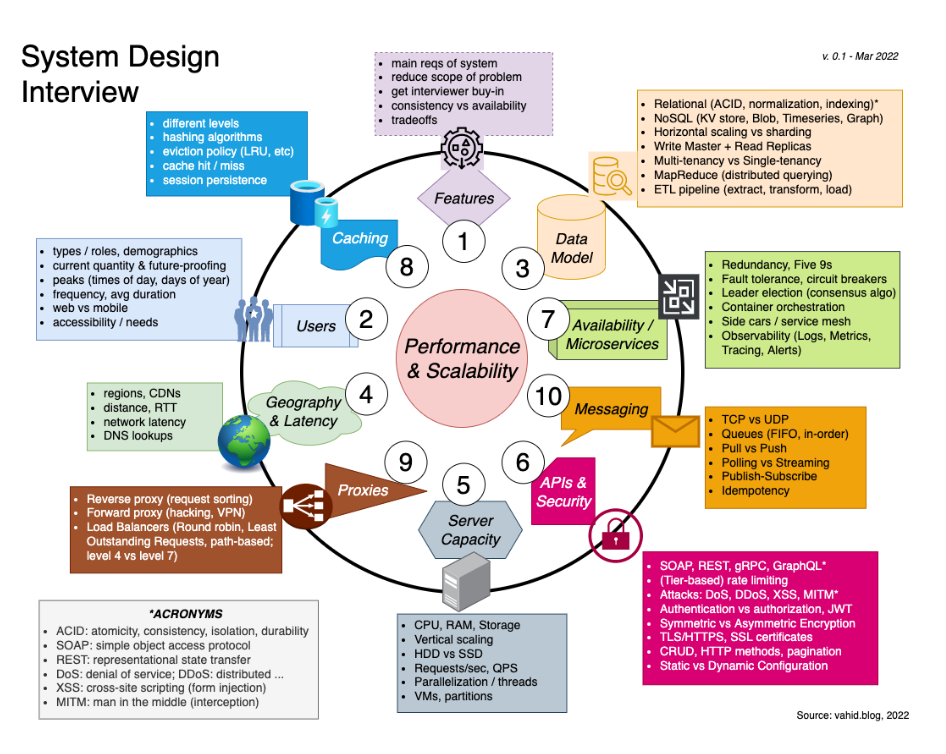 System Design
Interview
v. 0.1 - Mar 2022
• main reqs of system
• reduce scope of problem
• get interviewer buy-in
• consistency vs availability
• tradeoffs
Features
1
• types / roles, demographics
• current quantity & future-proofing
• peaks (times of day, days of year)
• frequency, avg duration
• web vs mobile
• accessibility / needs
Users
2
• Relational (ACID, normalization, indexing)*
• NoSQL (KV store, Blob, Timeseries, Graph)
• Horizontal scaling vs sharding
• Write Master + Read Replicas
• Multi-tenancy vs Single-tenancy
• MapReduce (distributed querying)
• ETL pipeline (extract, transform, load)
Data
Model
3
• regions, CDNs
• distance, RTT
• network latency
• DNS lookups
Geography
& Latency
4
Server
Capacity
5
• CPU, RAM, Storage
• Vertical scaling
• HDD vs SSD
• Requests/sec, QPS
• Parallelization / threads
• VMs, partitions
APIs &
Security
6
• SOAP, REST, gRPC, GraphQL*
• (Tier-based) rate limiting
• Attacks: DoS, DDoS, XSS, MITM*
• Authentication vs authorization, JWT
• Symmetric vs Asymmetric Encryption
• TLS/HTTPS, SSL certificates
• CRUD, HTTP methods, pagination
• Static vs Dynamic Configuration
Availability /
Microservices
7
• Redundancy, Five 9s
• Fault tolerance, circuit breakers
• Leader election (consensus algo)
• Container orchestration
• Side cars / service mesh
• Observability (Logs, Metrics,
Tracing, Alerts)
• different levels
• hashing algorithms
• eviction policy (LRU, etc)
• cache hit / miss
• session persistence
Caching
8
Proxies
9
• Reverse proxy (request sorting)
• Forward proxy (hacking, VPN)
• Load Balancers (Round robin, Least
Outstanding Requests, path-based;
level 4 vs level 7)
Messaging
10
• TCP vs UDP
• Queues (FIFO, in-order)
• Pull vs Push
• Polling vs Streaming
• Publish-Subscribe
• Idempotency
Performance
& Scalability
*ACRONYMS
• ACID: atomicity, consistency, isolation, durability
• SOAP: simple object access protocol
• REST: representational state transfer
• DoS: denial of service; DDoS: distributed ...
• XSS: cross-site scripting (form injection)
• MITM: man in the middle (interception)
Source: vahid.blog, 2022